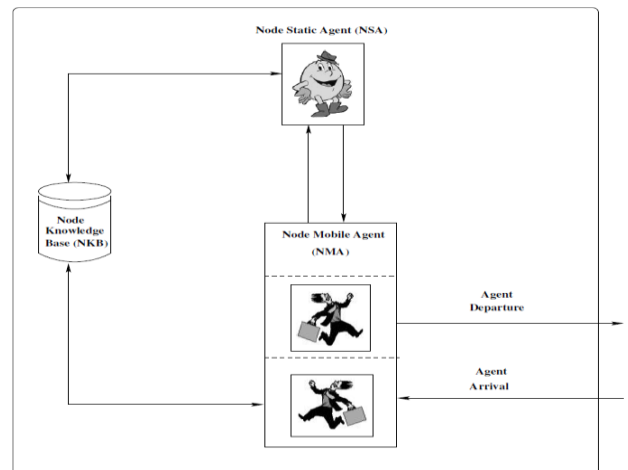 Node Static Agent (NSA)
Node
Knowledge
Base (NKB)
Node Mobile Agent
(NMA)
Agent
Departure
Agent
Arrival